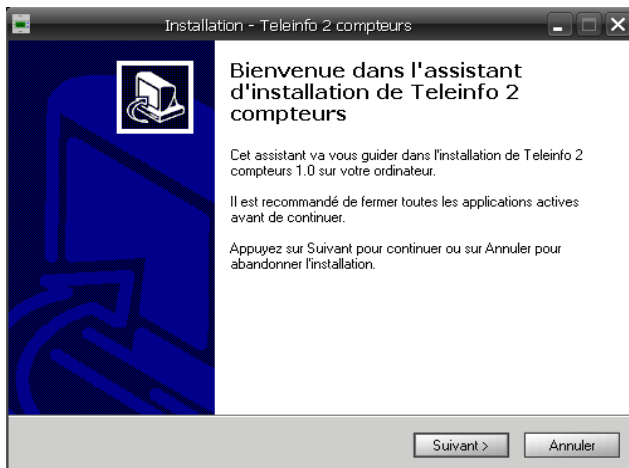 Installation - Teleinfo 2 compteurs
Bienvenue dans l'assistant
d'installation de Teleinfo 2
compteurs
Cet assistant va vous guider dans l'installation de Teleinfo 2
compteurs 1.0 sur votre ordinateur.
Il est recommandé de fermer toutes les applications actives
avant de continuer.
Appuyez sur Suivant pour continuer ou sur Annuler pour
abandonner l'installation.
Suivant >
Annuler